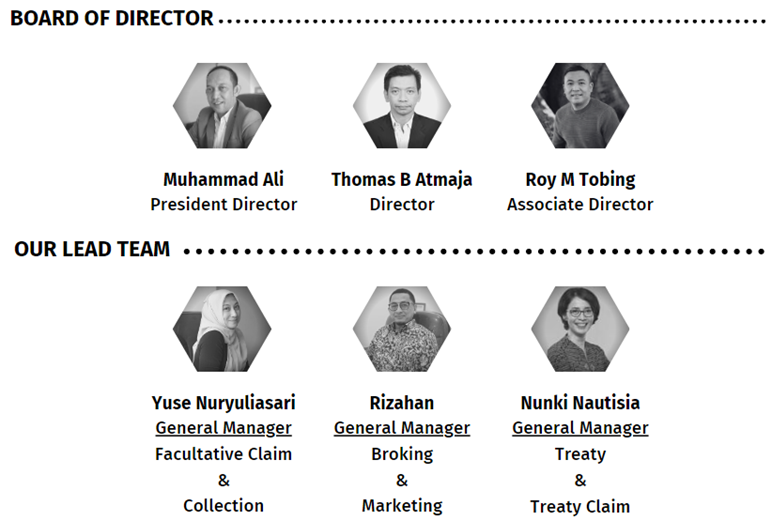 BOARD OF DIRECTOR
Muhammad Ali
President Director
Thomas B Atmaja
Director
Roy M Tobing
Associate Director
OUR LEAD TEAM
Yuse Nuryuliasari
General Manager
Facultative Claim
&
Collection
Rizahan
General Manager
Broking
&
Marketing
Nunki Nautisia
General Manager
Treaty
&
Treaty Claim